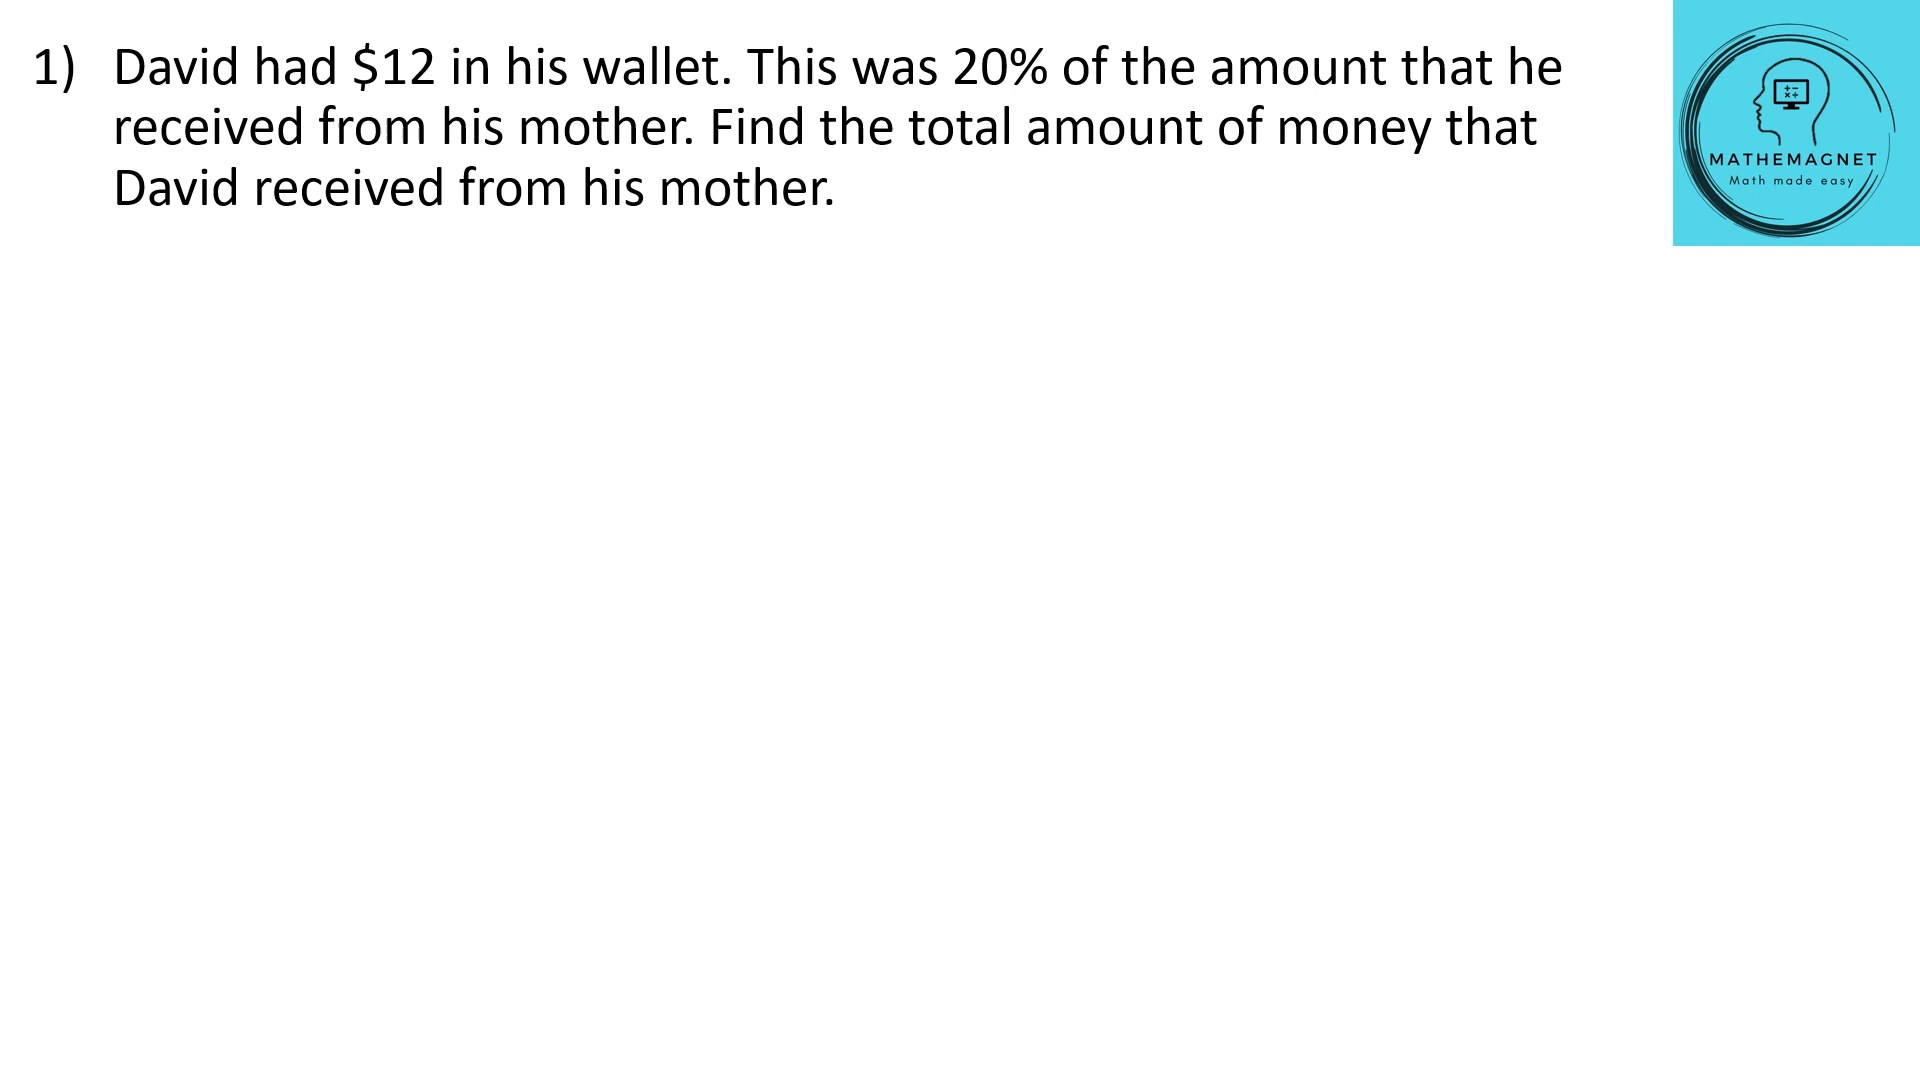 1) David had $12 in his wallet. This was 20% of the amount that he
received from his mother. Find the total amount of money that
David received from his mother.
MATHEMAGNET
Math made easy